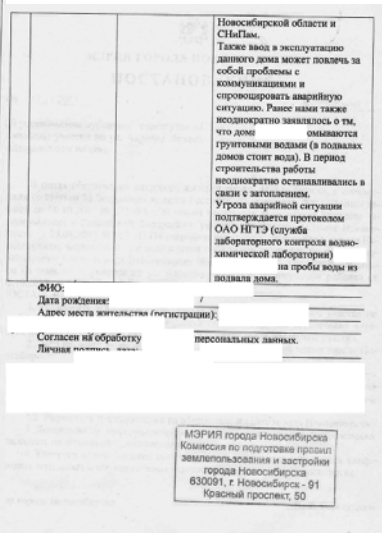 Новосибирской области и
СНиПам.
Также ввод в эксплуатацию
данного дома может повлечь за
собой проблемы с
коммуникациями и
спровоцировать аварийную
ситуацию. Ранее нами также
неоднократно заявлялось о том,
что дома омываются
грунтовыми водами (в подвалах
домов стоит вода). В период
строительства работы
неоднократно останавливались в
связи с затоплением.
Угроза аварийной ситуации
подтверждается протоколом
ОАО НГТЭ (служба
лабораторного контроля водно-
химической лаборатории)
на пробы воды из
подвала дома.
ФИО:
Дата рождения: /
Адрес места жительства (регистрации):
Согласен на обработку персональных данных.
Личная подпись, дата:
МЭРИЯ города Новосибирска
Комиссия по подготовке правил
землепользования и застройки
города Новосибирска
630091, г. Новосибирск - 91
Красный проспект, 50